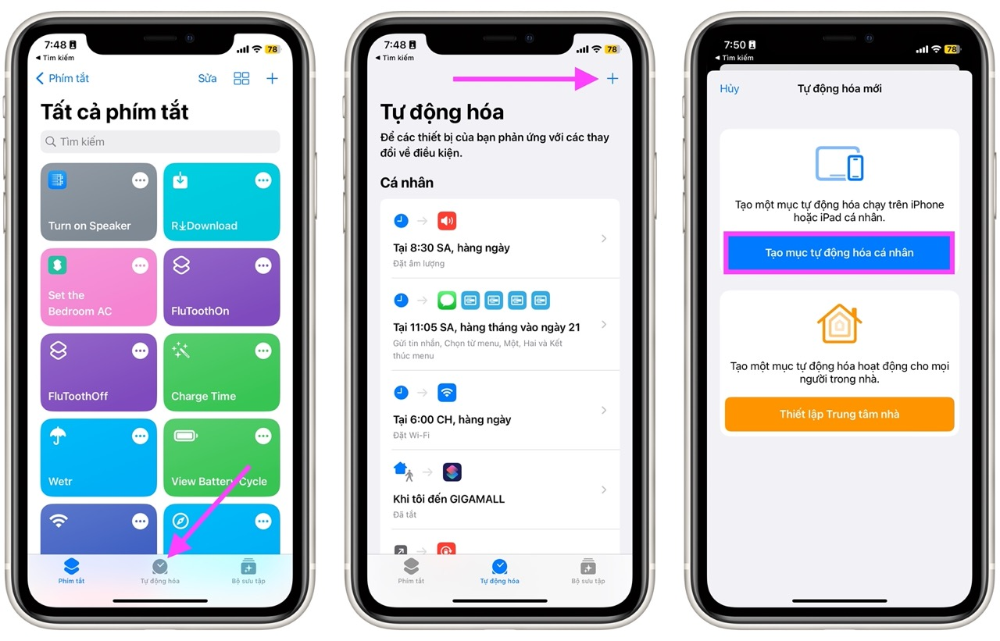 7:48
78
◀ Tìm kiếm
Phím tắt
Sửa
Tất cả phím tắt
Tìm kiếm
Turn on Speaker
R↓Download
Set the
Bedroom AC
FluToothOn
FluToothOff
Charge Time
Wetr
View Battery Cycle
Phím tắt
Tự động hóa
Bộ sưu tập
7:48
78
◀ Tìm kiếm
Tự động hóa
Để các thiết bị của bạn phản ứng với các thay
đổi về điều kiện.
Cá nhân
Tại 8:30 SA, hàng ngày
Đặt âm lượng
Tại 11:05 SA, hàng tháng vào ngày 21
Gửi tin nhắn, Chọn từ menu, Một, Hai và Kết
thúc menu
Tại 6:00 CH, hàng ngày
Đặt Wi-Fi
Khi tôi đến GIGAMALL
Đã tắt
Phím tắt
Tự động hóa
Bộ sưu tập
7:50
78
◀ Tìm kiếm
Hủy
Tự động hóa mới
Tạo một mục tự động hóa chạy trên iPhone
hoặc iPad cá nhân.
Tạo mục tự động hóa cá nhân
Tạo một mục tự động hóa hoạt động cho mọi
người trong nhà.
Thiết lập Trung tâm nhà